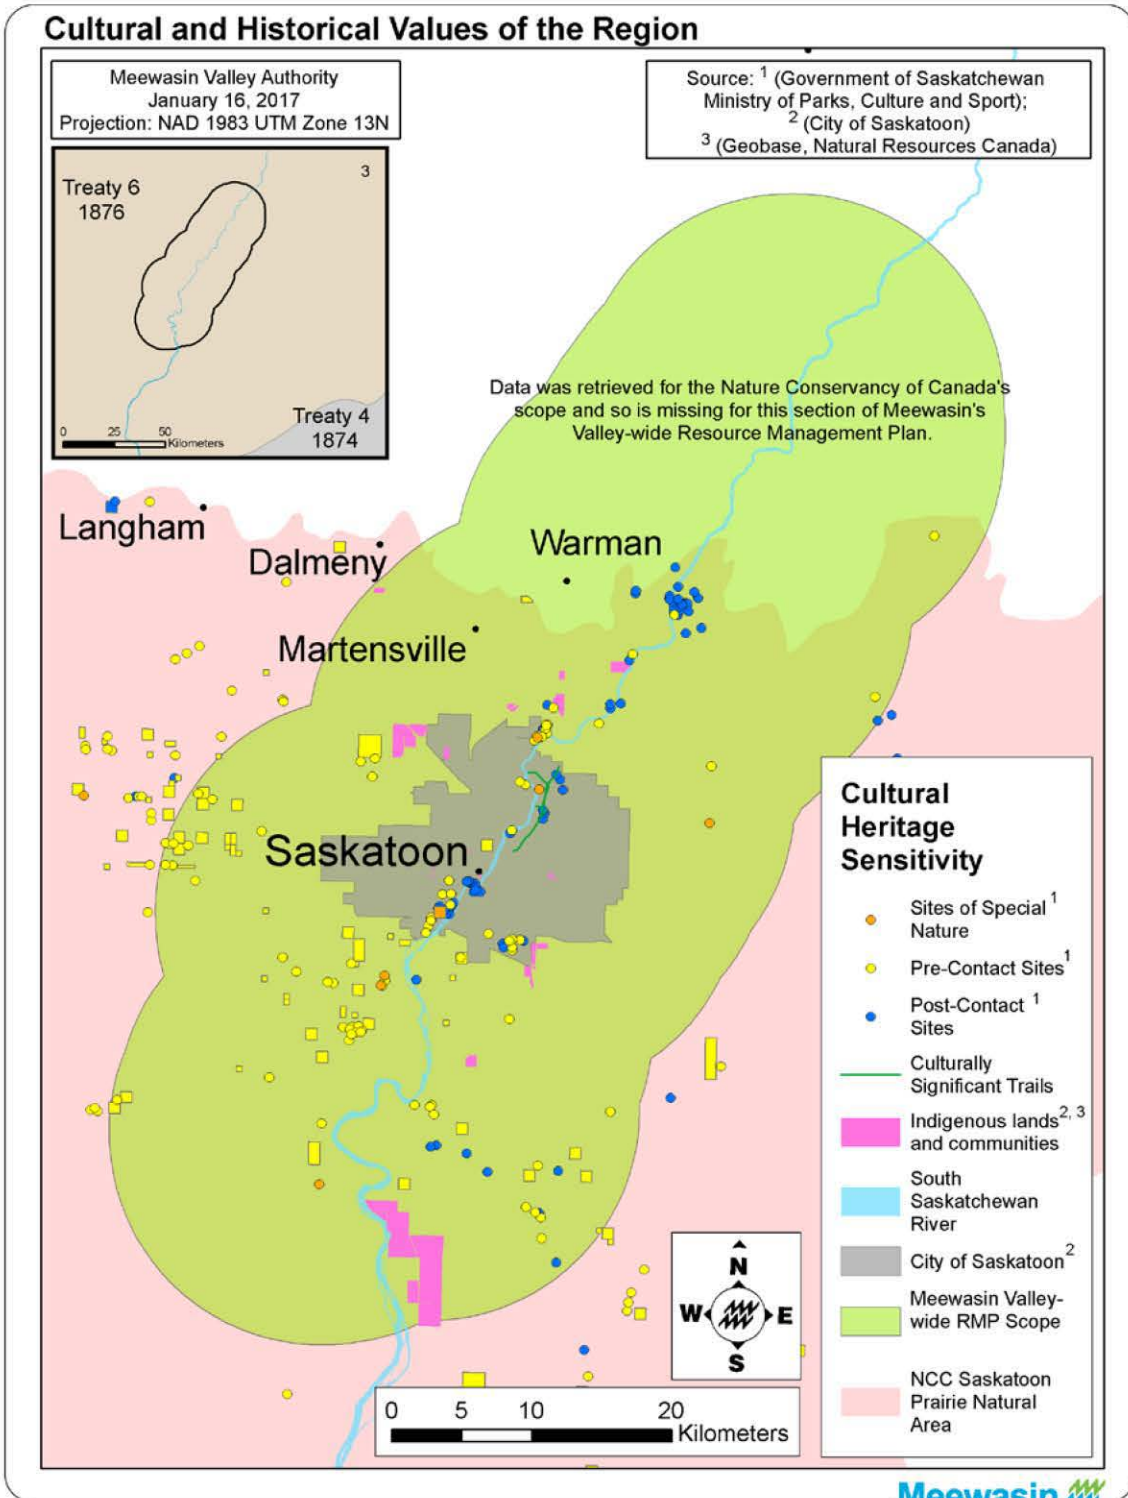 Cultural and Historical Values of the Region
Meewasin Valley Authority
January 16, 2017
Projection: NAD 1983 UTM Zone 13N
Source: 1 (Government of Saskatchewan
Ministry of Parks, Culture and Sport);
2 (City of Saskatoon)
3 (Geobase, Natural Resources Canada)
3
Treaty 6
1876
Treaty 4
1874
0 25 50
Kilometers
Data was retrieved for the Nature Conservancy of Canada's
scope and so is missing for this section of Meewasin's
Valley-wide Resource Management Plan.
Langham
Dalmeny
Warman
Martensville
Saskatoon
Cultural
Heritage
Sensitivity
Sites of Special 1
Nature
Pre-Contact Sites1
Post-Contact 1
Sites
Culturally
Significant Trails
Indigenous lands2, 3
and communities
South
Saskatchewan
River
City of Saskatoon2
Meewasin Valley-
wide RMP Scope
NCC Saskatoon
Prairie Natural
Area
N
W E
S
0 5 10 20
Kilometers
Meewasin